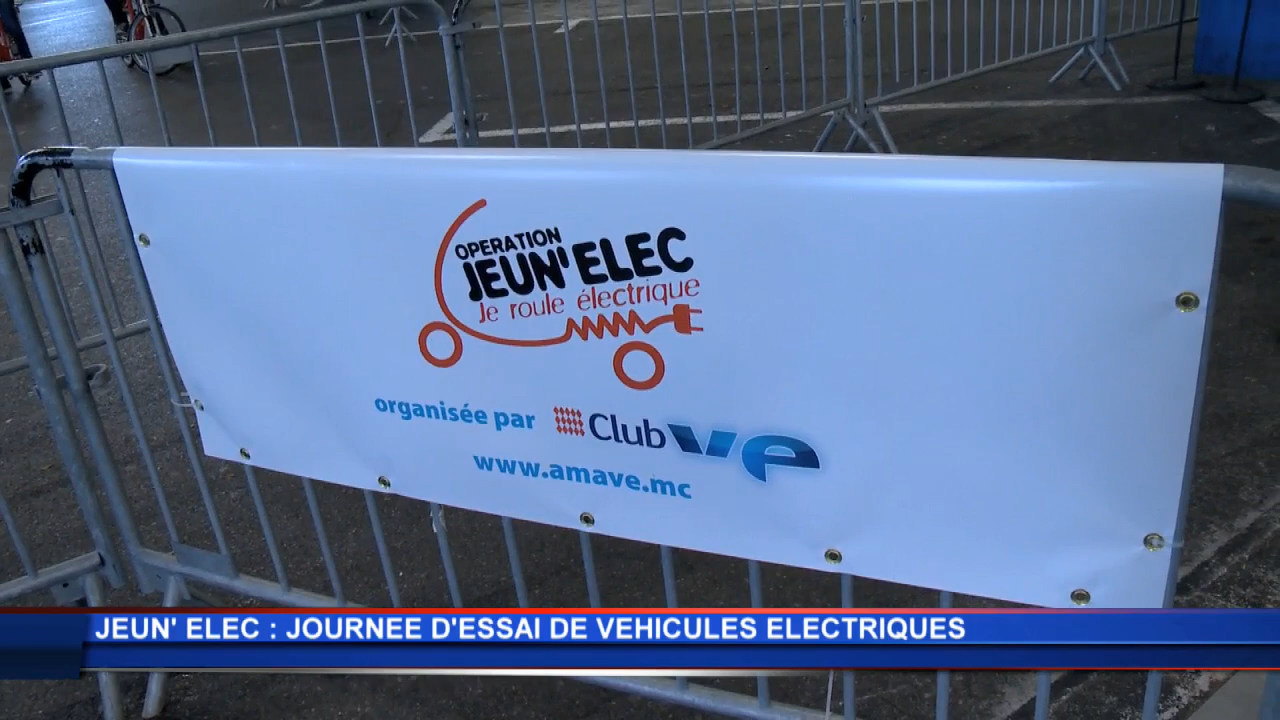 OPERATION
JEUN'ELEC
Je roule électrique
organisée par Club ve
www.amave.mc
JEUN' ELEC : JOURNEE D'ESSAI DE VEHICULES ELECTRIQUES